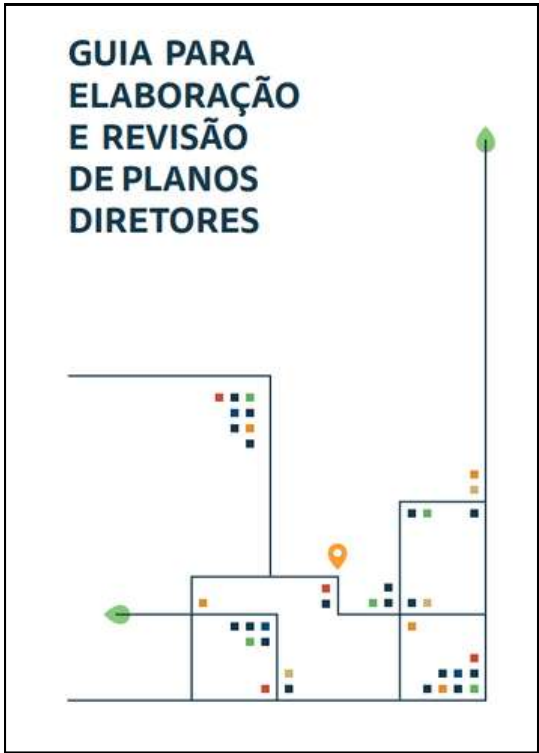 GUIA PARA
ELABORAÇÃO
E REVISÃO
DE PLANOS
DIRETORES